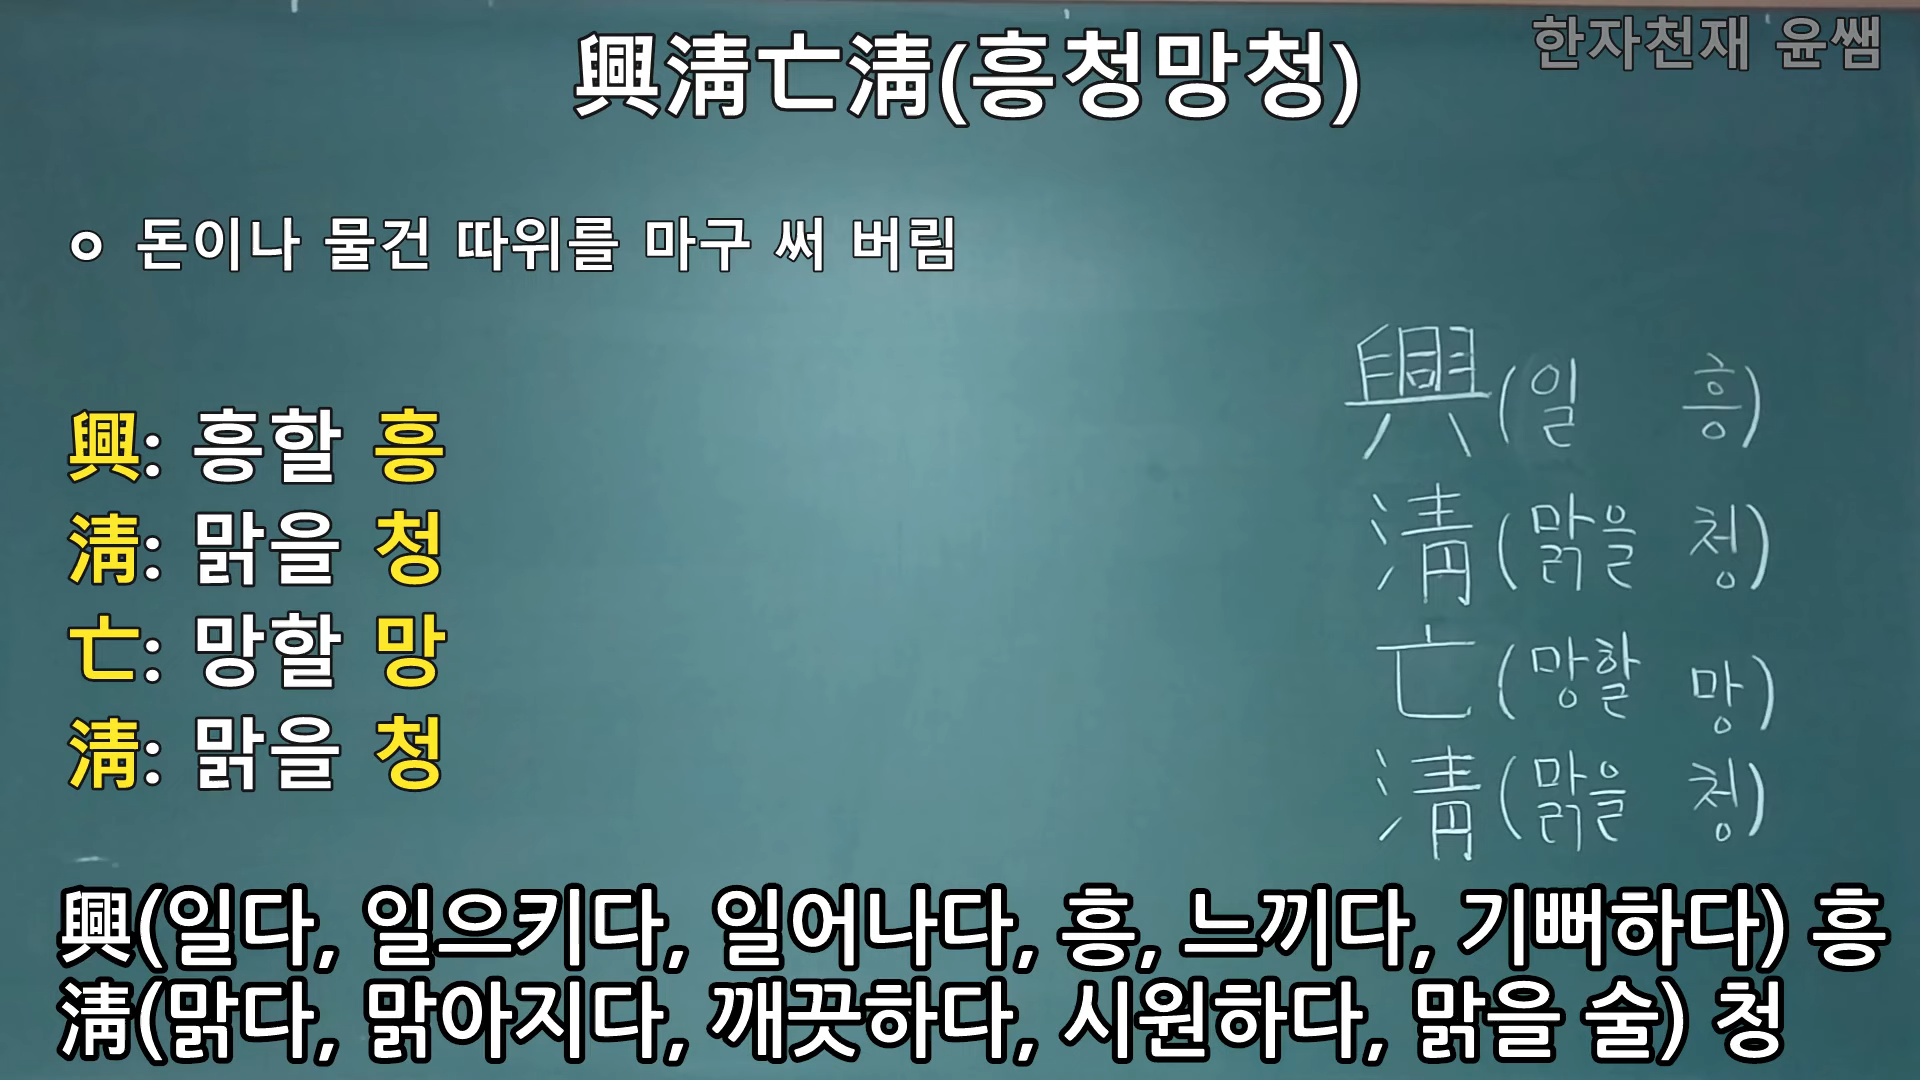 興淸亡淸(흥청망청)
한자천재 윤쌤
ㅇ 돈이나 물건 따위를 마구 써 버림
興: 흥할 흥
淸: 맑을 청
亡: 망할 망
淸: 맑을 청
興(일 흥)
淸(맑을 청)
亡(망할 망)
淸(맑을 청)
興(일다, 일으키다, 일어나다, 흥, 느끼다, 기뻐하다) 흥
淸(맑다, 맑아지다, 깨끗하다, 시원하다, 맑을 술) 청